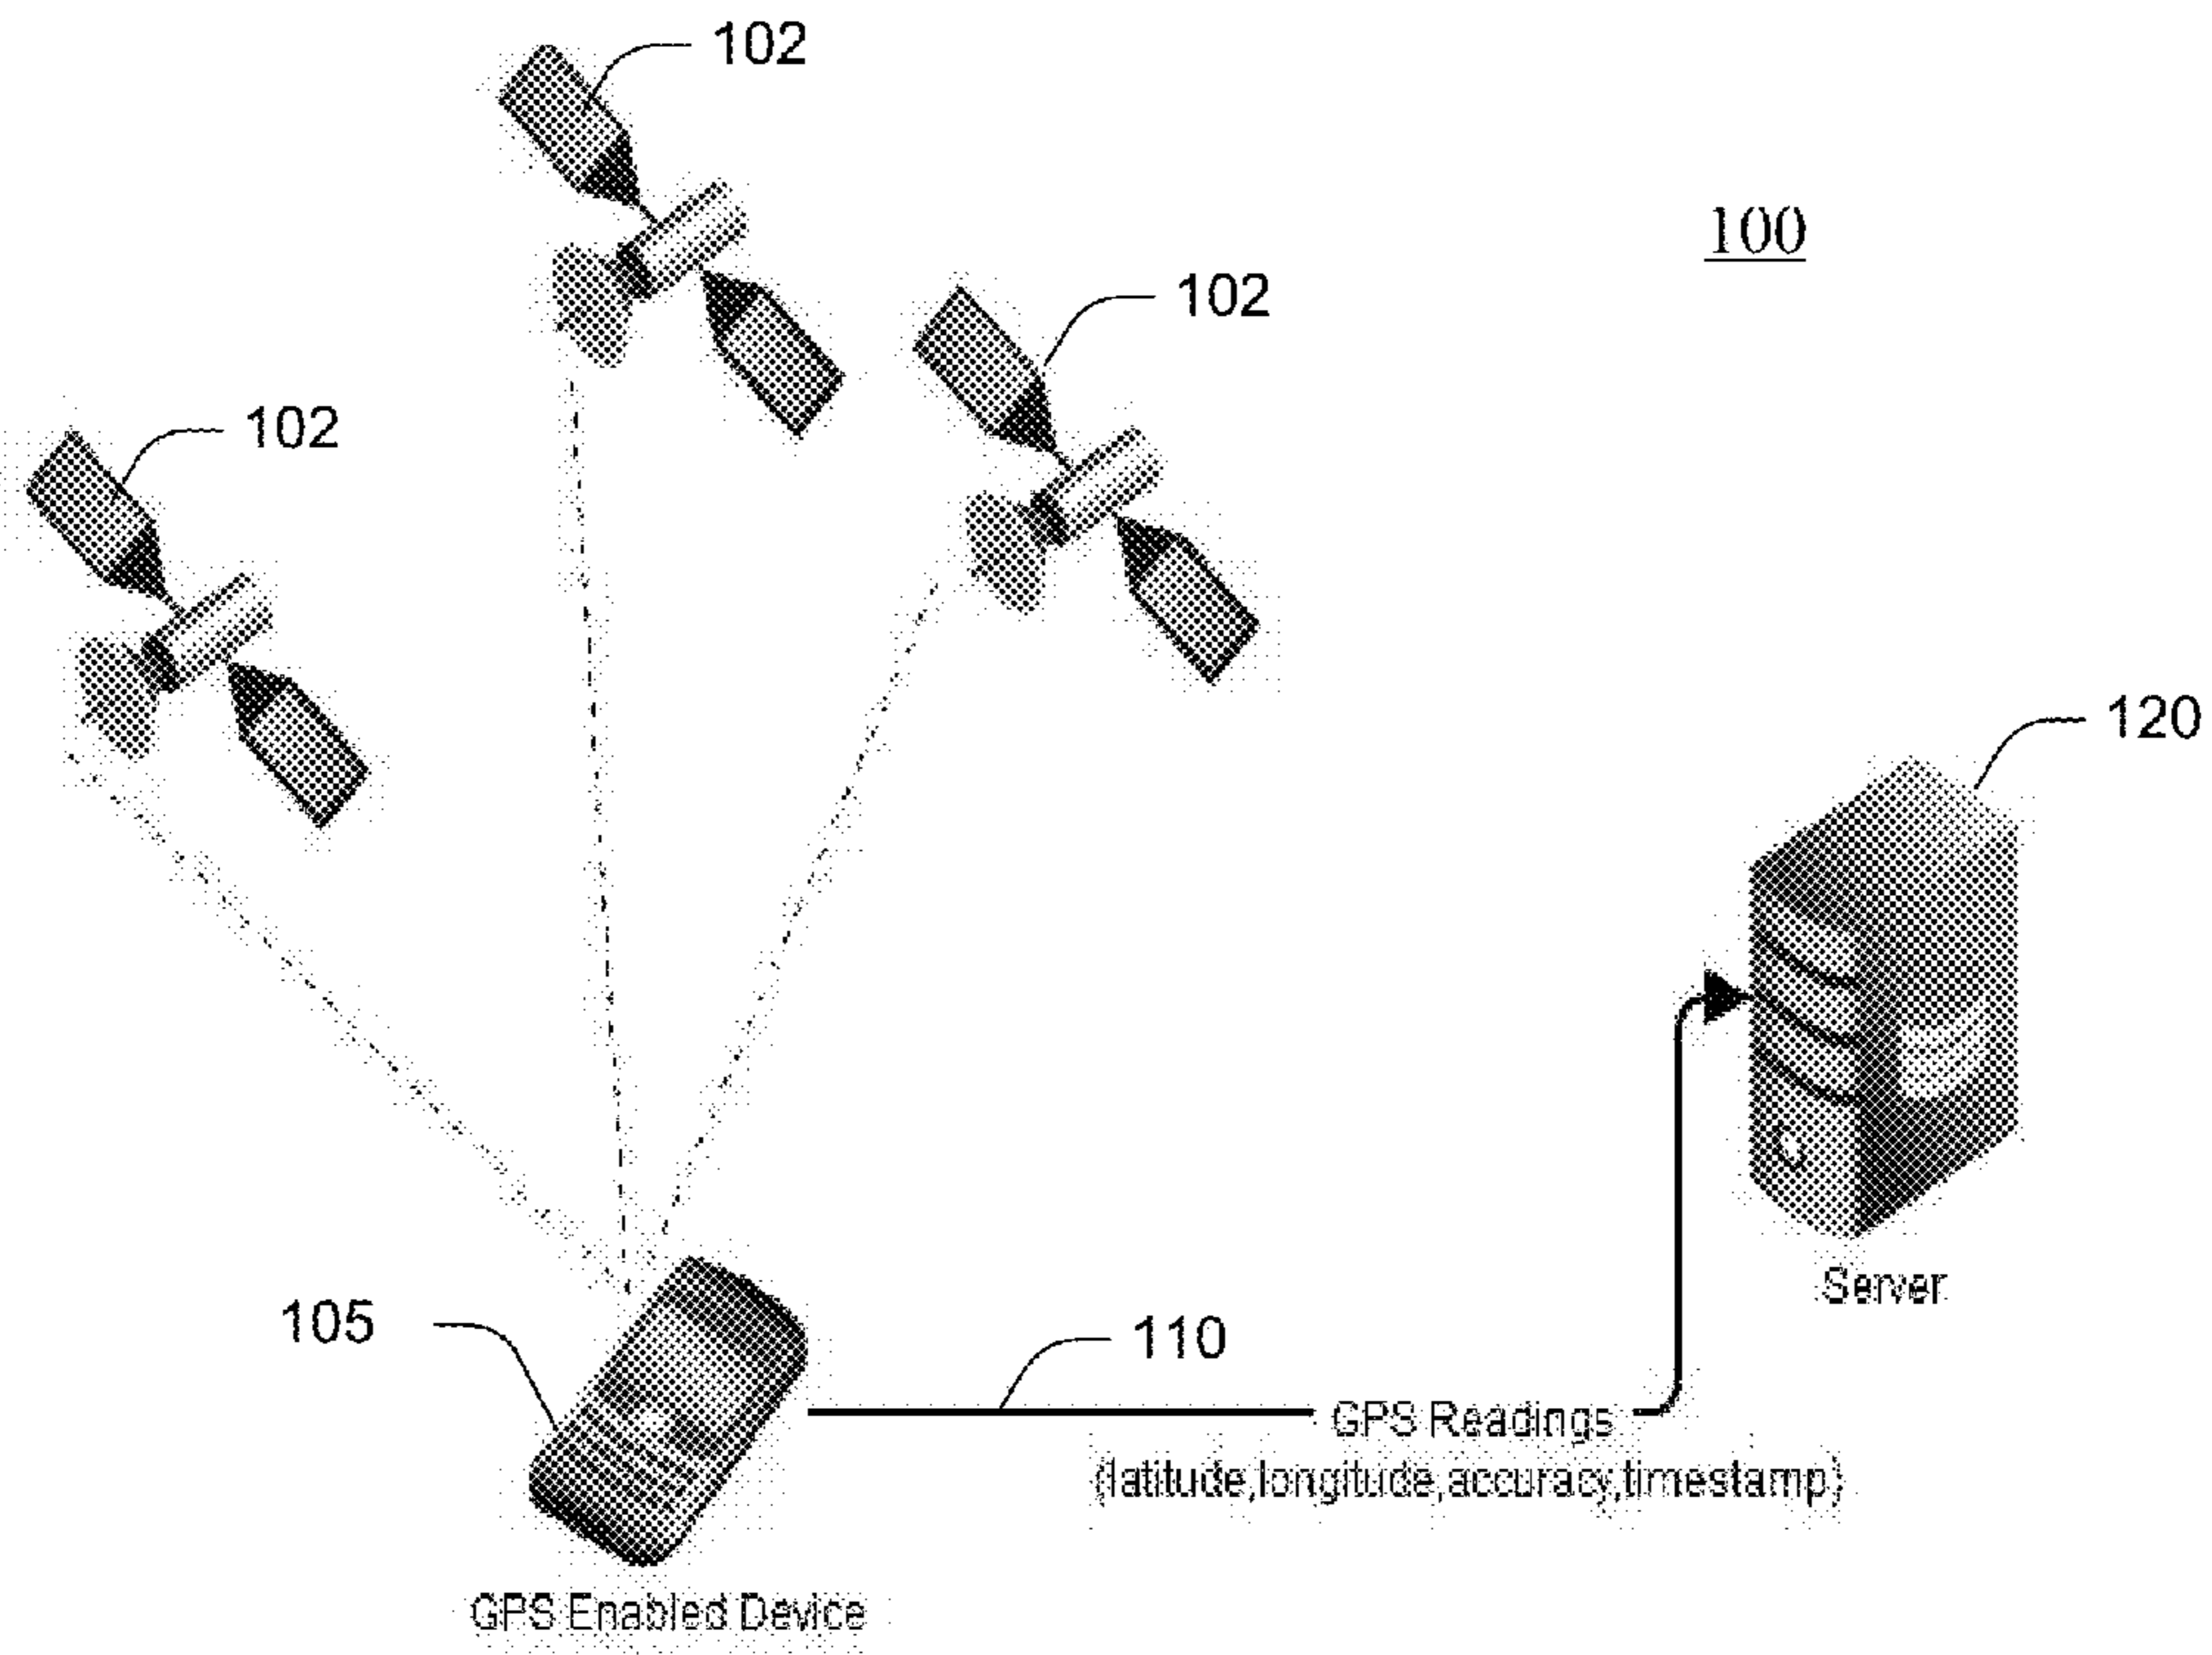 102
100
102
102
120
Server
105
110
GPS Readings
{latitude,longitude,accuracy,timestamp}
GPS Enabled Device